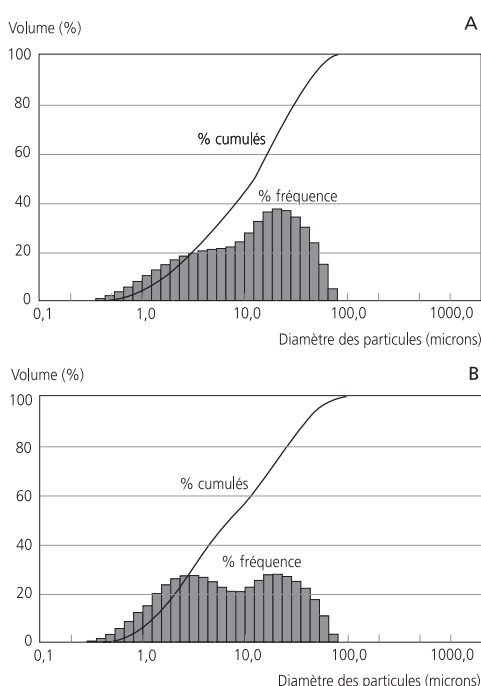 Volume (%)
A
100
80
60
40
20
0
% cumulés
% fréquence
0,1
1,0
10,0
100,0
1000,0
Diamètre des particules (microns)
Volume (%)
B
100
80
60
40
20
0
% cumulés
% fréquence
0,1
1,0
10,0
100,0
1000,0
Diamètre des particules (microns)